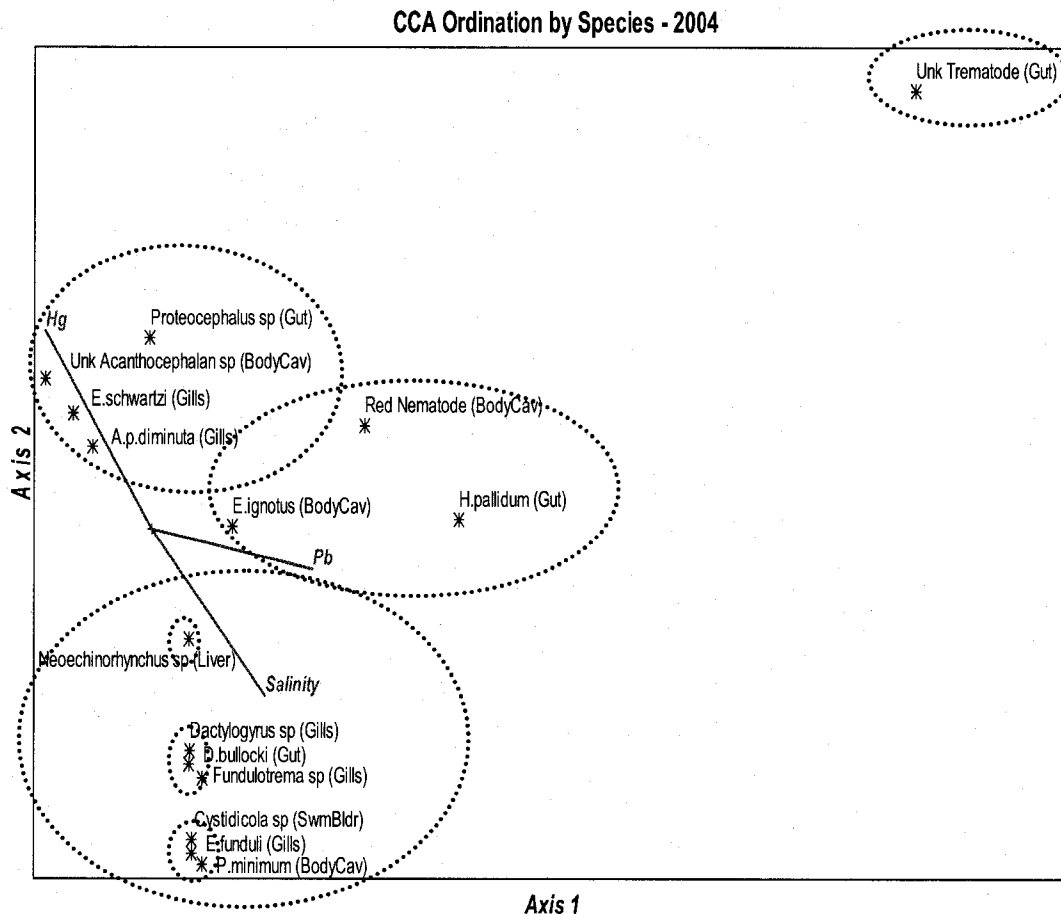 CCA Ordination by Species - 2004
Unk Trematode (Gut)
Hg
Proteocephalus sp (Gut)
Unk Acanthocephalan sp (BodyCav)
E.schwartzi (Gills)
Red Nematode (BodyCav)
A.p.diminuta (Gills)
Axis 2
E.ignotus (BodyCav)
H.pallidum (Gut)
Pb
Neoechinorhynchus sp (Liver)
Salinity
Dactylogyrus sp (Gills)
D.bullocki (Gut)
Fundulotrema sp (Gills)
Cystidicola sp (SwmBldr)
E.funduli (Gills)
P.minimum (BodyCav)
Axis 1